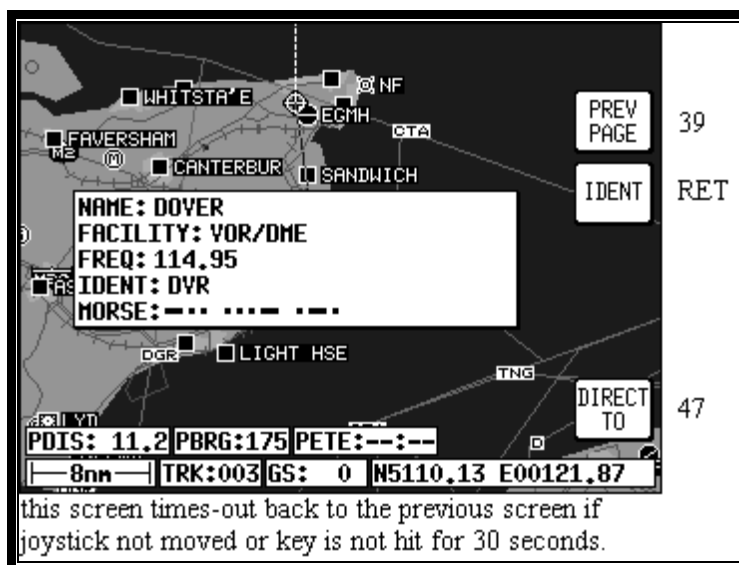 NF
WHITSTA'E
EGMH
PREV
PAGE
39
CTA
FAVERSHAM
M2
M
CANTERBUR
SANDWICH
IDENT
RET
NAME: DOVER
FACILITY: VOR/DME
FREQ: 114.95
IDENT: DVR
MORSE: -·· ···- ·-·
DGR
LIGHT HSE
TNG
DIRECT
TO
47
LYD
D
PDIS: 11.2 PBRG:175 PETE:--:--
8nm TRK:003 GS: 0 N5110.13 E00121.87
this screen times-out back to the previous screen if
joystick not moved or key is not hit for 30 seconds.